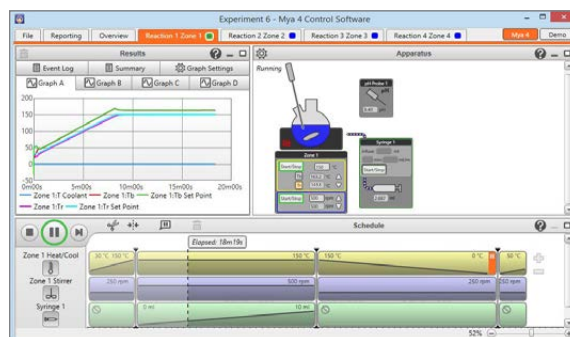 Experiment 6 - Mya 4 Control Software
File Reporting Overview Reaction 1 Zone 1 Reaction 2 Zone 2 Reaction 3 Zone 3 Reaction 4 Zone 4 Mya 4 Demo
Results
Event Log Summary Graph Settings
Graph A Graph B Graph C Graph D
200
150
100
50
0
-50
0m00s 5m00s 10m00s 15m00s 20m00s
Zone 1:T Coolant Zone 1:Tb Zone 1:Tb Set Point
Zone 1:Tr Zone 1:Tr Set Point
Apparatus
Running
pH Probe 1
pH
Zone 1
Start/Stop
Start/Stop
Syringe 1
Start/Stop
Schedule
Elapsed: 18m19s
Zone 1 Heat/Cool
30 °C 150 °C 150 °C 150 °C 0 °C 50 °C
Zone 1 Stirrer
250 rpm 500 rpm 250 rpm
Syringe 1
0 ml 10 ml
52%